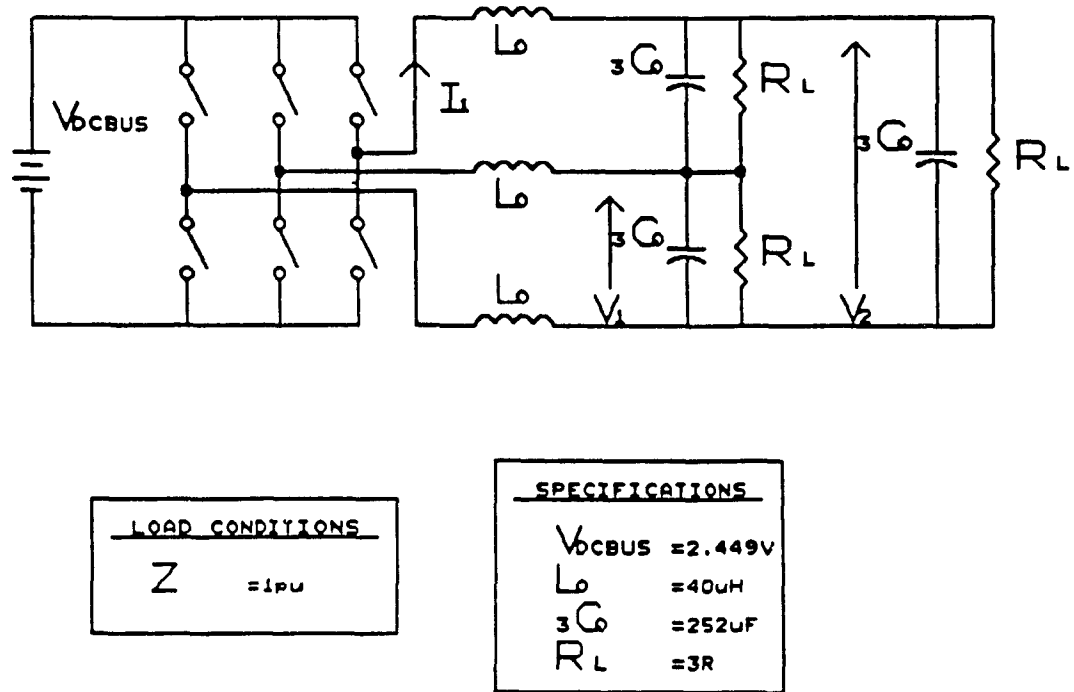 Lo
3Co
RL
I1
VDCBUS
3Co
RL
Lo
3Co
RL
Lo
V1
V2
LOAD CONDITIONS
Z =1pu
SPECIFICATIONS
VDCBUS =2.449V
Lo =40uH
3Co =252uF
RL =3R